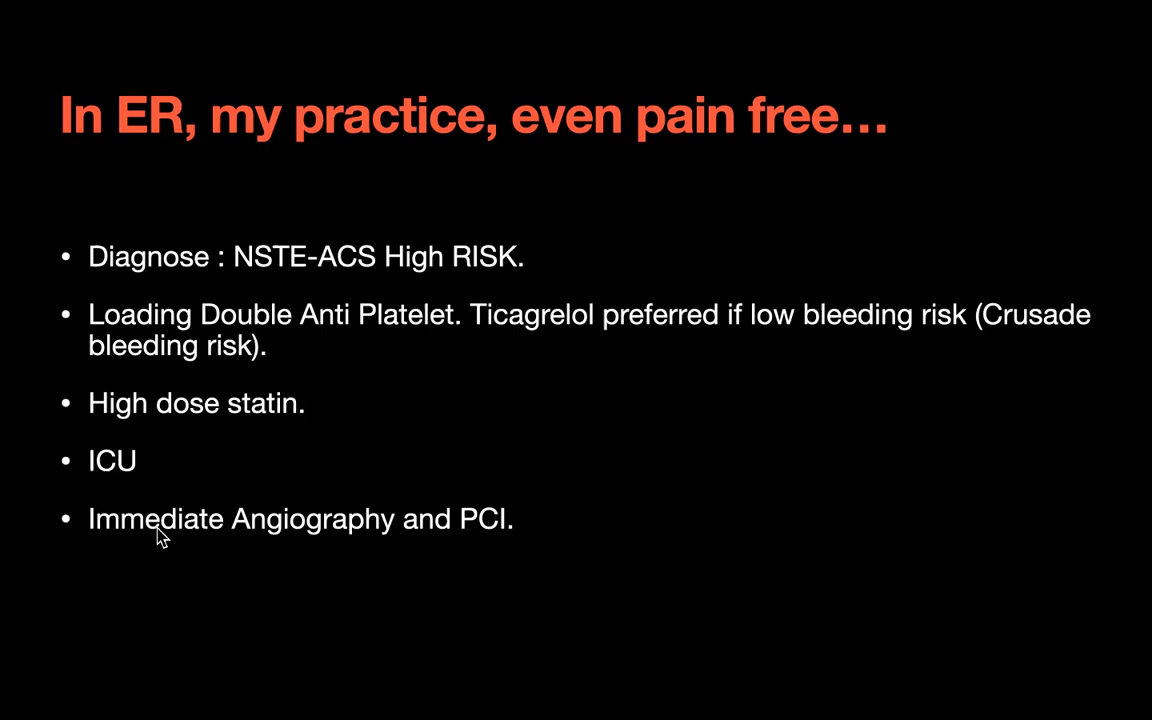 In ER, my practice, even pain free…
• Diagnose : NSTE-ACS High RISK.
• Loading Double Anti Platelet. Ticagrelol preferred if low bleeding risk (Crusade
bleeding risk).
• High dose statin.
• ICU
• Immediate Angiography and PCI.